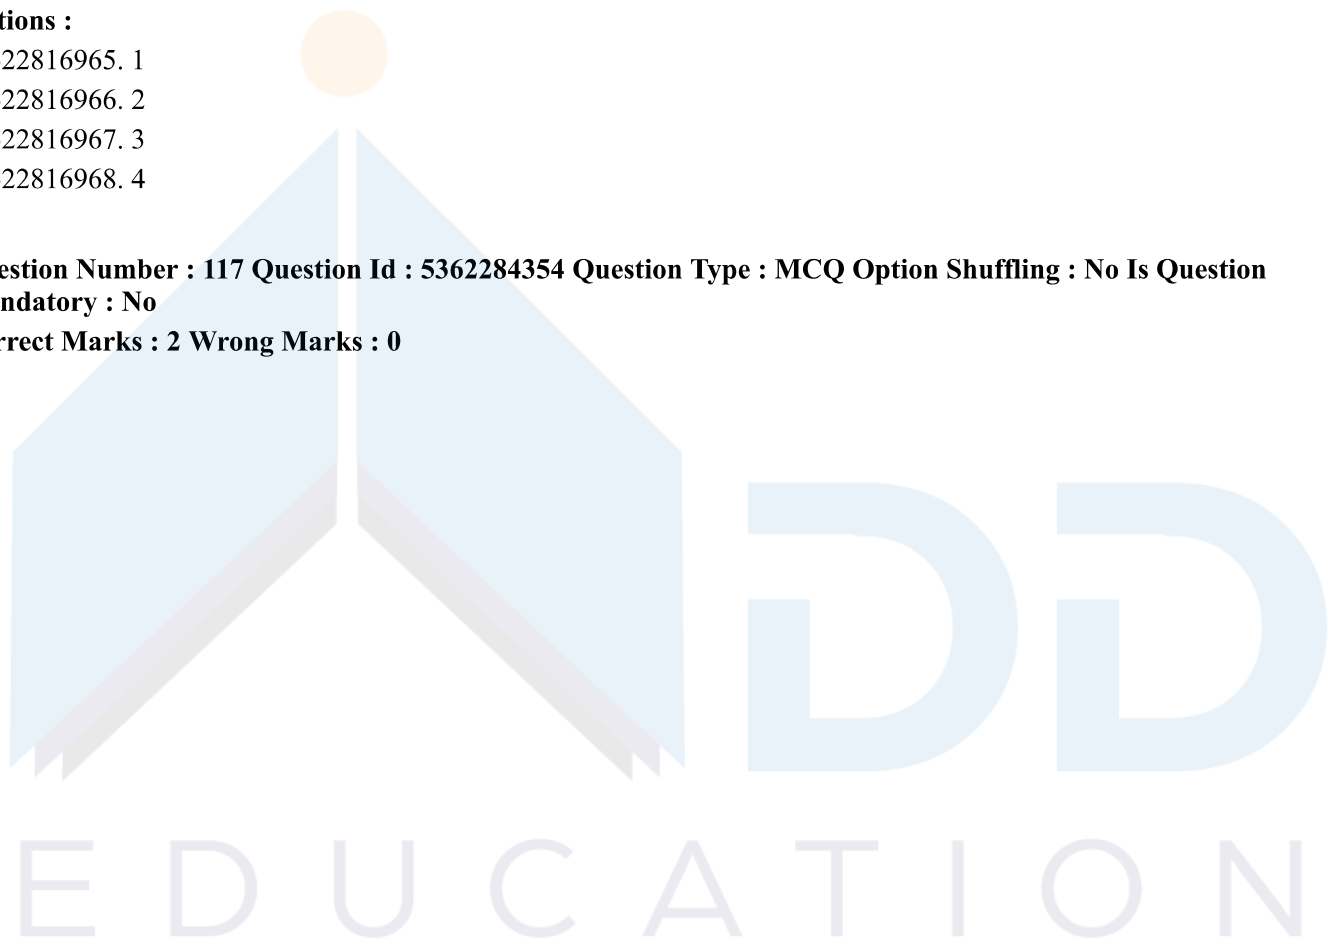 tions :
22816965. 1
22816966. 2
22816967. 3
22816968. 4
estion Number : 117 Question Id : 5362284354 Question Type : MCQ Option Shuffling : No Is Question
ndatory : No
rrect Marks : 2 Wrong Marks : 0
DD
EDUCATION